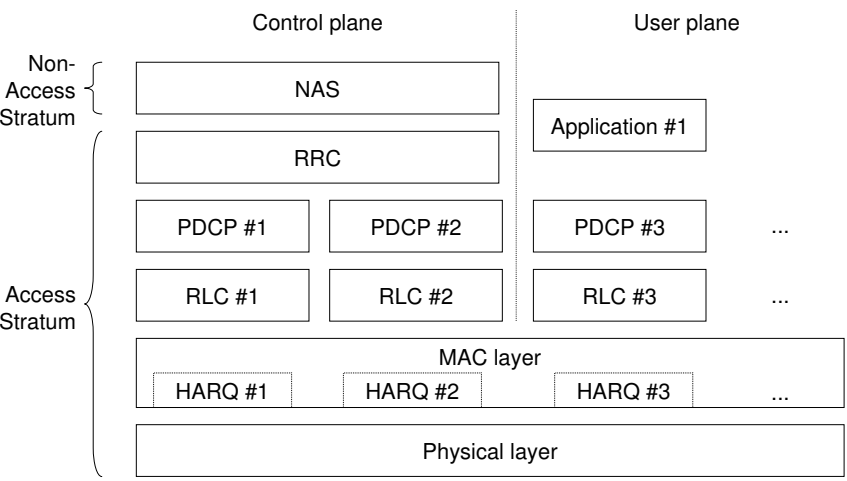 Control plane
User plane
Non-
Access
Stratum
NAS
Application #1
RRC
PDCP #1
PDCP #2
PDCP #3
...
Access
Stratum
RLC #1
RLC #2
RLC #3
...
MAC layer
HARQ #1
HARQ #2
HARQ #3
...
Physical layer